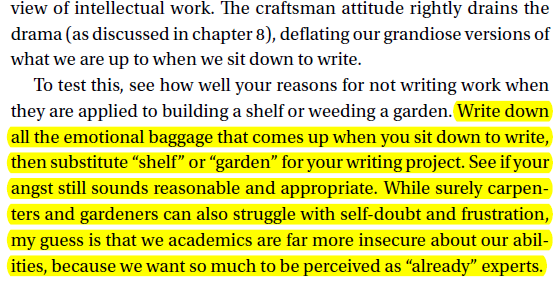 view of intellectual work. The craftsman attitude rightly drains the
drama (as discussed in chapter 8), deflating our grandiose versions of
what we are up to when we sit down to write.
To test this, see how well your reasons for not writing work when
they are applied to building a shelf or weeding a garden. Write down
all the emotional baggage that comes up when you sit down to write,
then substitute “shelf” or “garden” for your writing project. See if your
angst still sounds reasonable and appropriate. While surely carpen-
ters and gardeners can also struggle with self-doubt and frustration,
my guess is that we academics are far more insecure about our abil-
ities, because we want so much to be perceived as “already” experts.